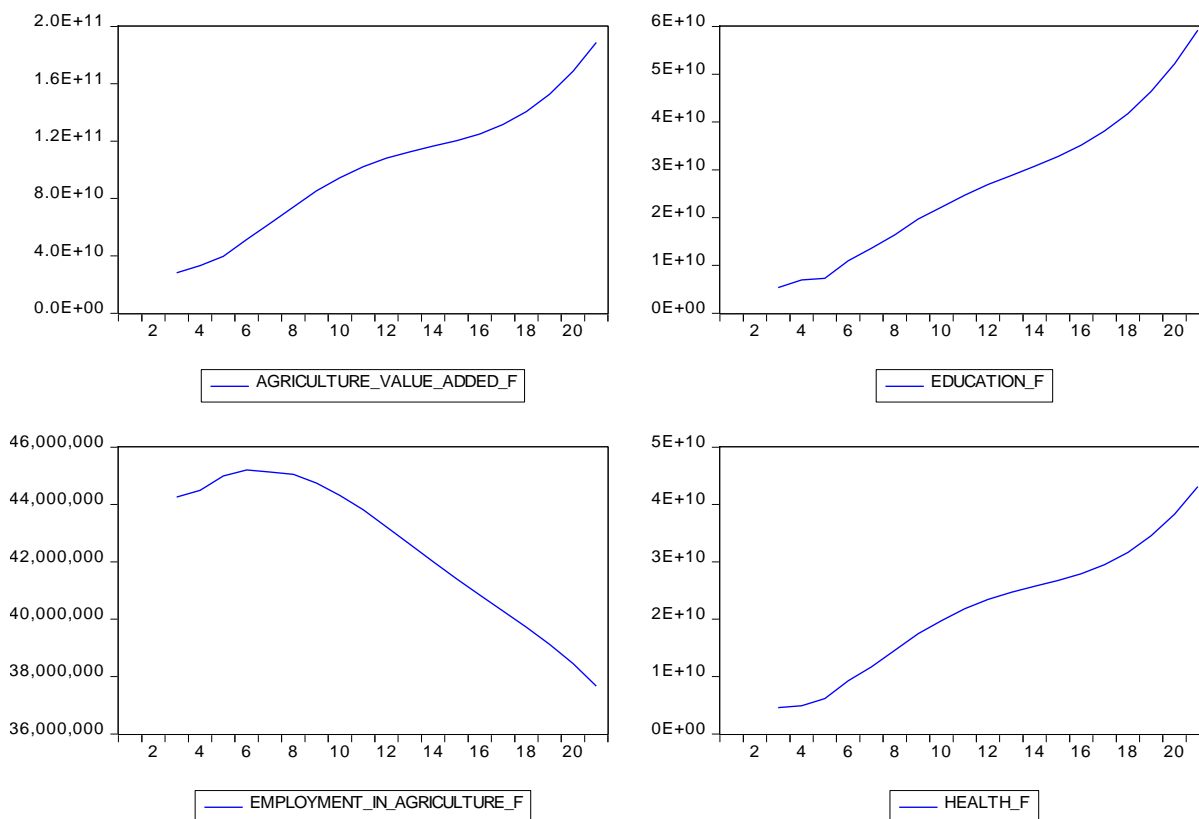 2.0E+11
1.6E+11
1.2E+11
8.0E+10
4.0E+10
0.0E+00
2 4 6 8 10 12 14 16 18 20
AGRICULTURE_VALUE_ADDED_F
6E+10
5E+10
4E+10
3E+10
2E+10
1E+10
0E+00
2 4 6 8 10 12 14 16 18 20
EDUCATION_F
46,000,000
44,000,000
42,000,000
40,000,000
38,000,000
36,000,000
2 4 6 8 10 12 14 16 18 20
EMPLOYMENT_IN_AGRICULTURE_F
5E+10
4E+10
3E+10
2E+10
1E+10
0E+00
2 4 6 8 10 12 14 16 18 20
HEALTH_F